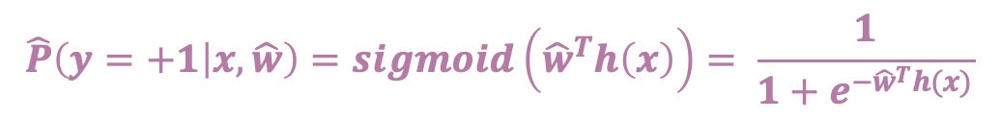 P̂(y = +1|x, ŵ) = sigmoid(ŵᵀh(x)) = 1 / (1 + e^(−ŵᵀh(x)))